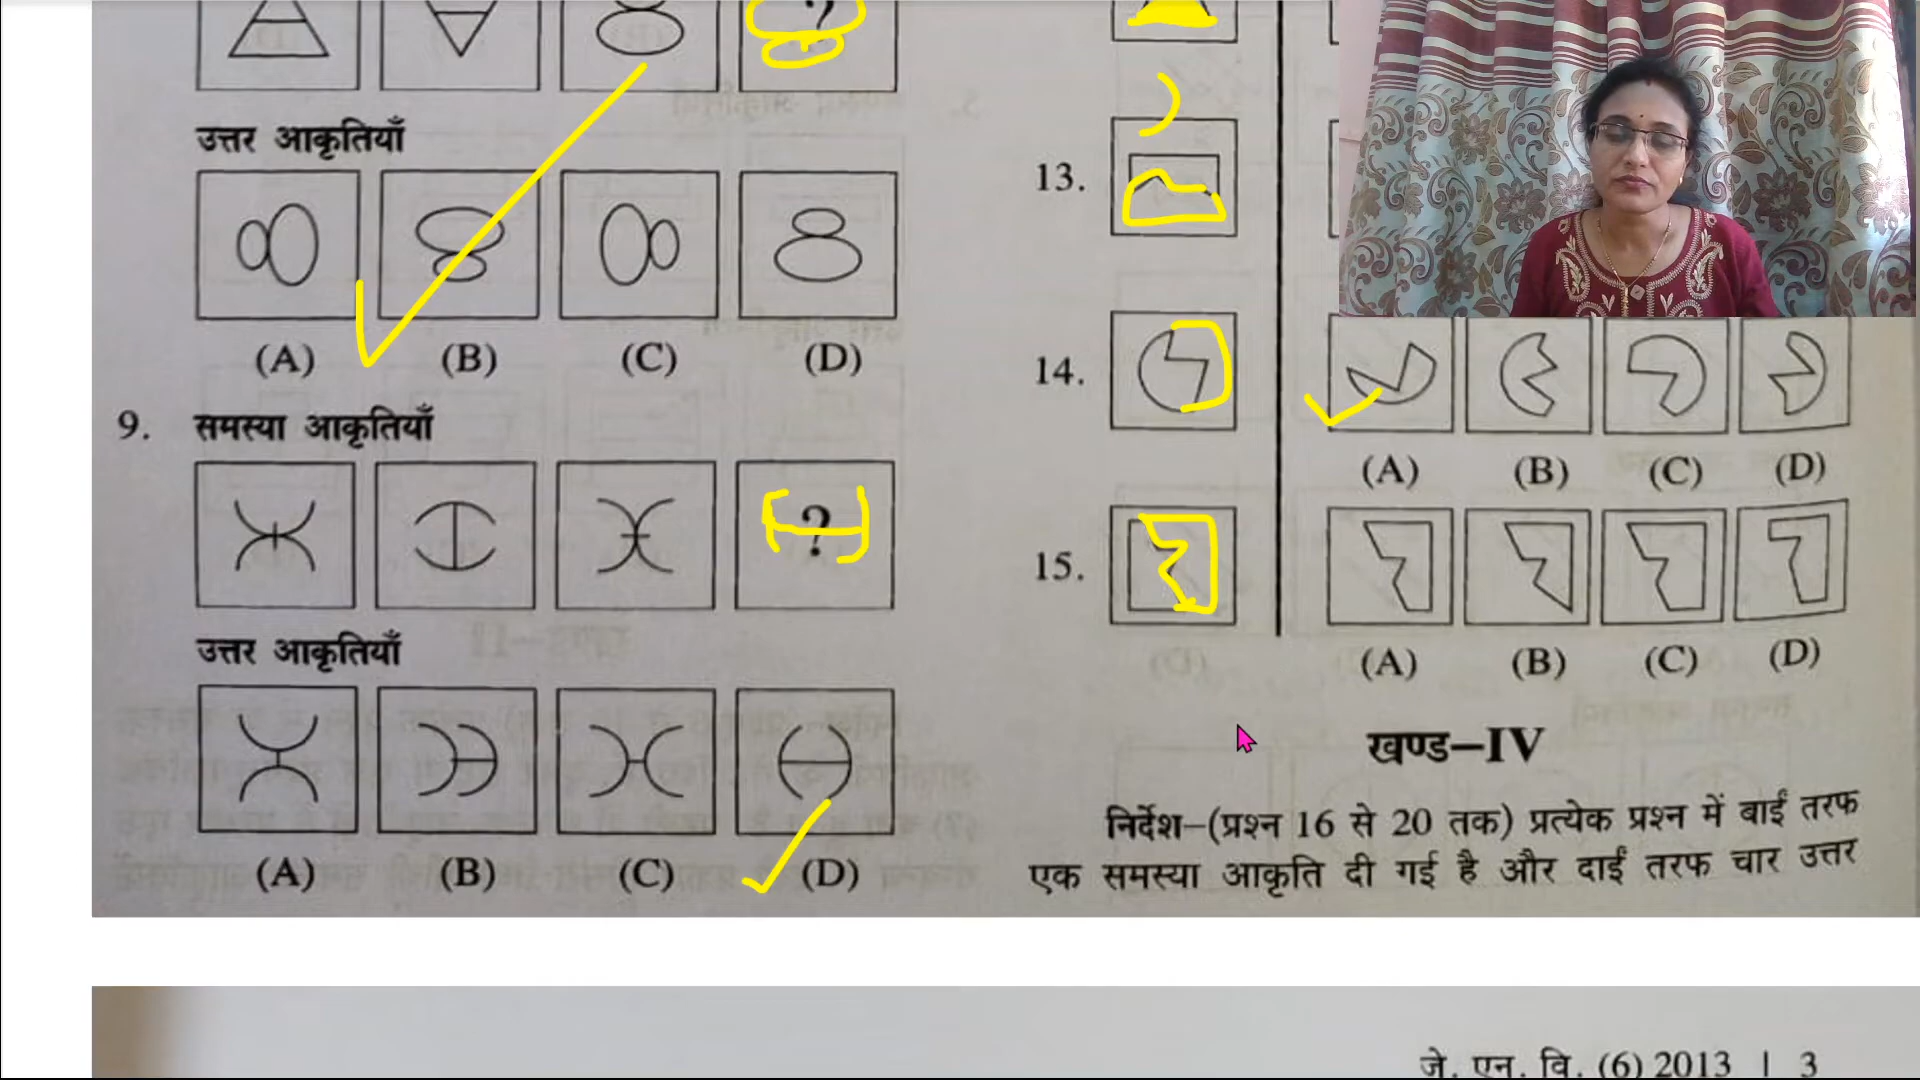 ?
उत्तर आकृतियाँ
(A) (B) (C) (D)
9. समस्या आकृतियाँ
?
उत्तर आकृतियाँ
(A) (B) (C) (D)
13.
14.
(A) (B) (C) (D)
15.
(A) (B) (C) (D)
खण्ड–IV
निर्देश–(प्रश्न 16 से 20 तक) प्रत्येक प्रश्न में बाईं तरफ
एक समस्या आकृति दी गई है और दाईं तरफ चार उत्तर
जे. एन. वि. (6) 2013 | 3